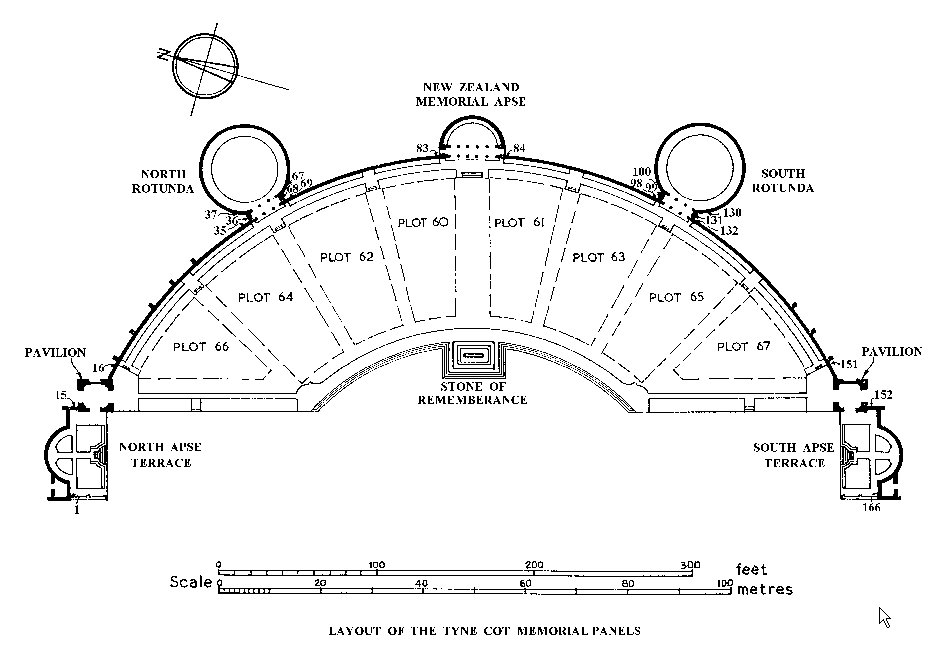 N
NEW ZEALAND
MEMORIAL APSE
83
84
NORTH
ROTUNDA
67
68 69
37
36
35
100
98 99
SOUTH
ROTUNDA
130
131
132
PLOT 60
PLOT 61
PLOT 62
PLOT 63
PLOT 64
PLOT 65
PLOT 66
PLOT 67
PAVILION
16
15
STONE OF
REMEMBERANCE
151
PAVILION
152
NORTH APSE
TERRACE
SOUTH APSE
TERRACE
1
166
0 100 200 300 feet
Scale
0 20 40 60 80 100 metres
LAYOUT OF THE TYNE COT MEMORIAL PANELS